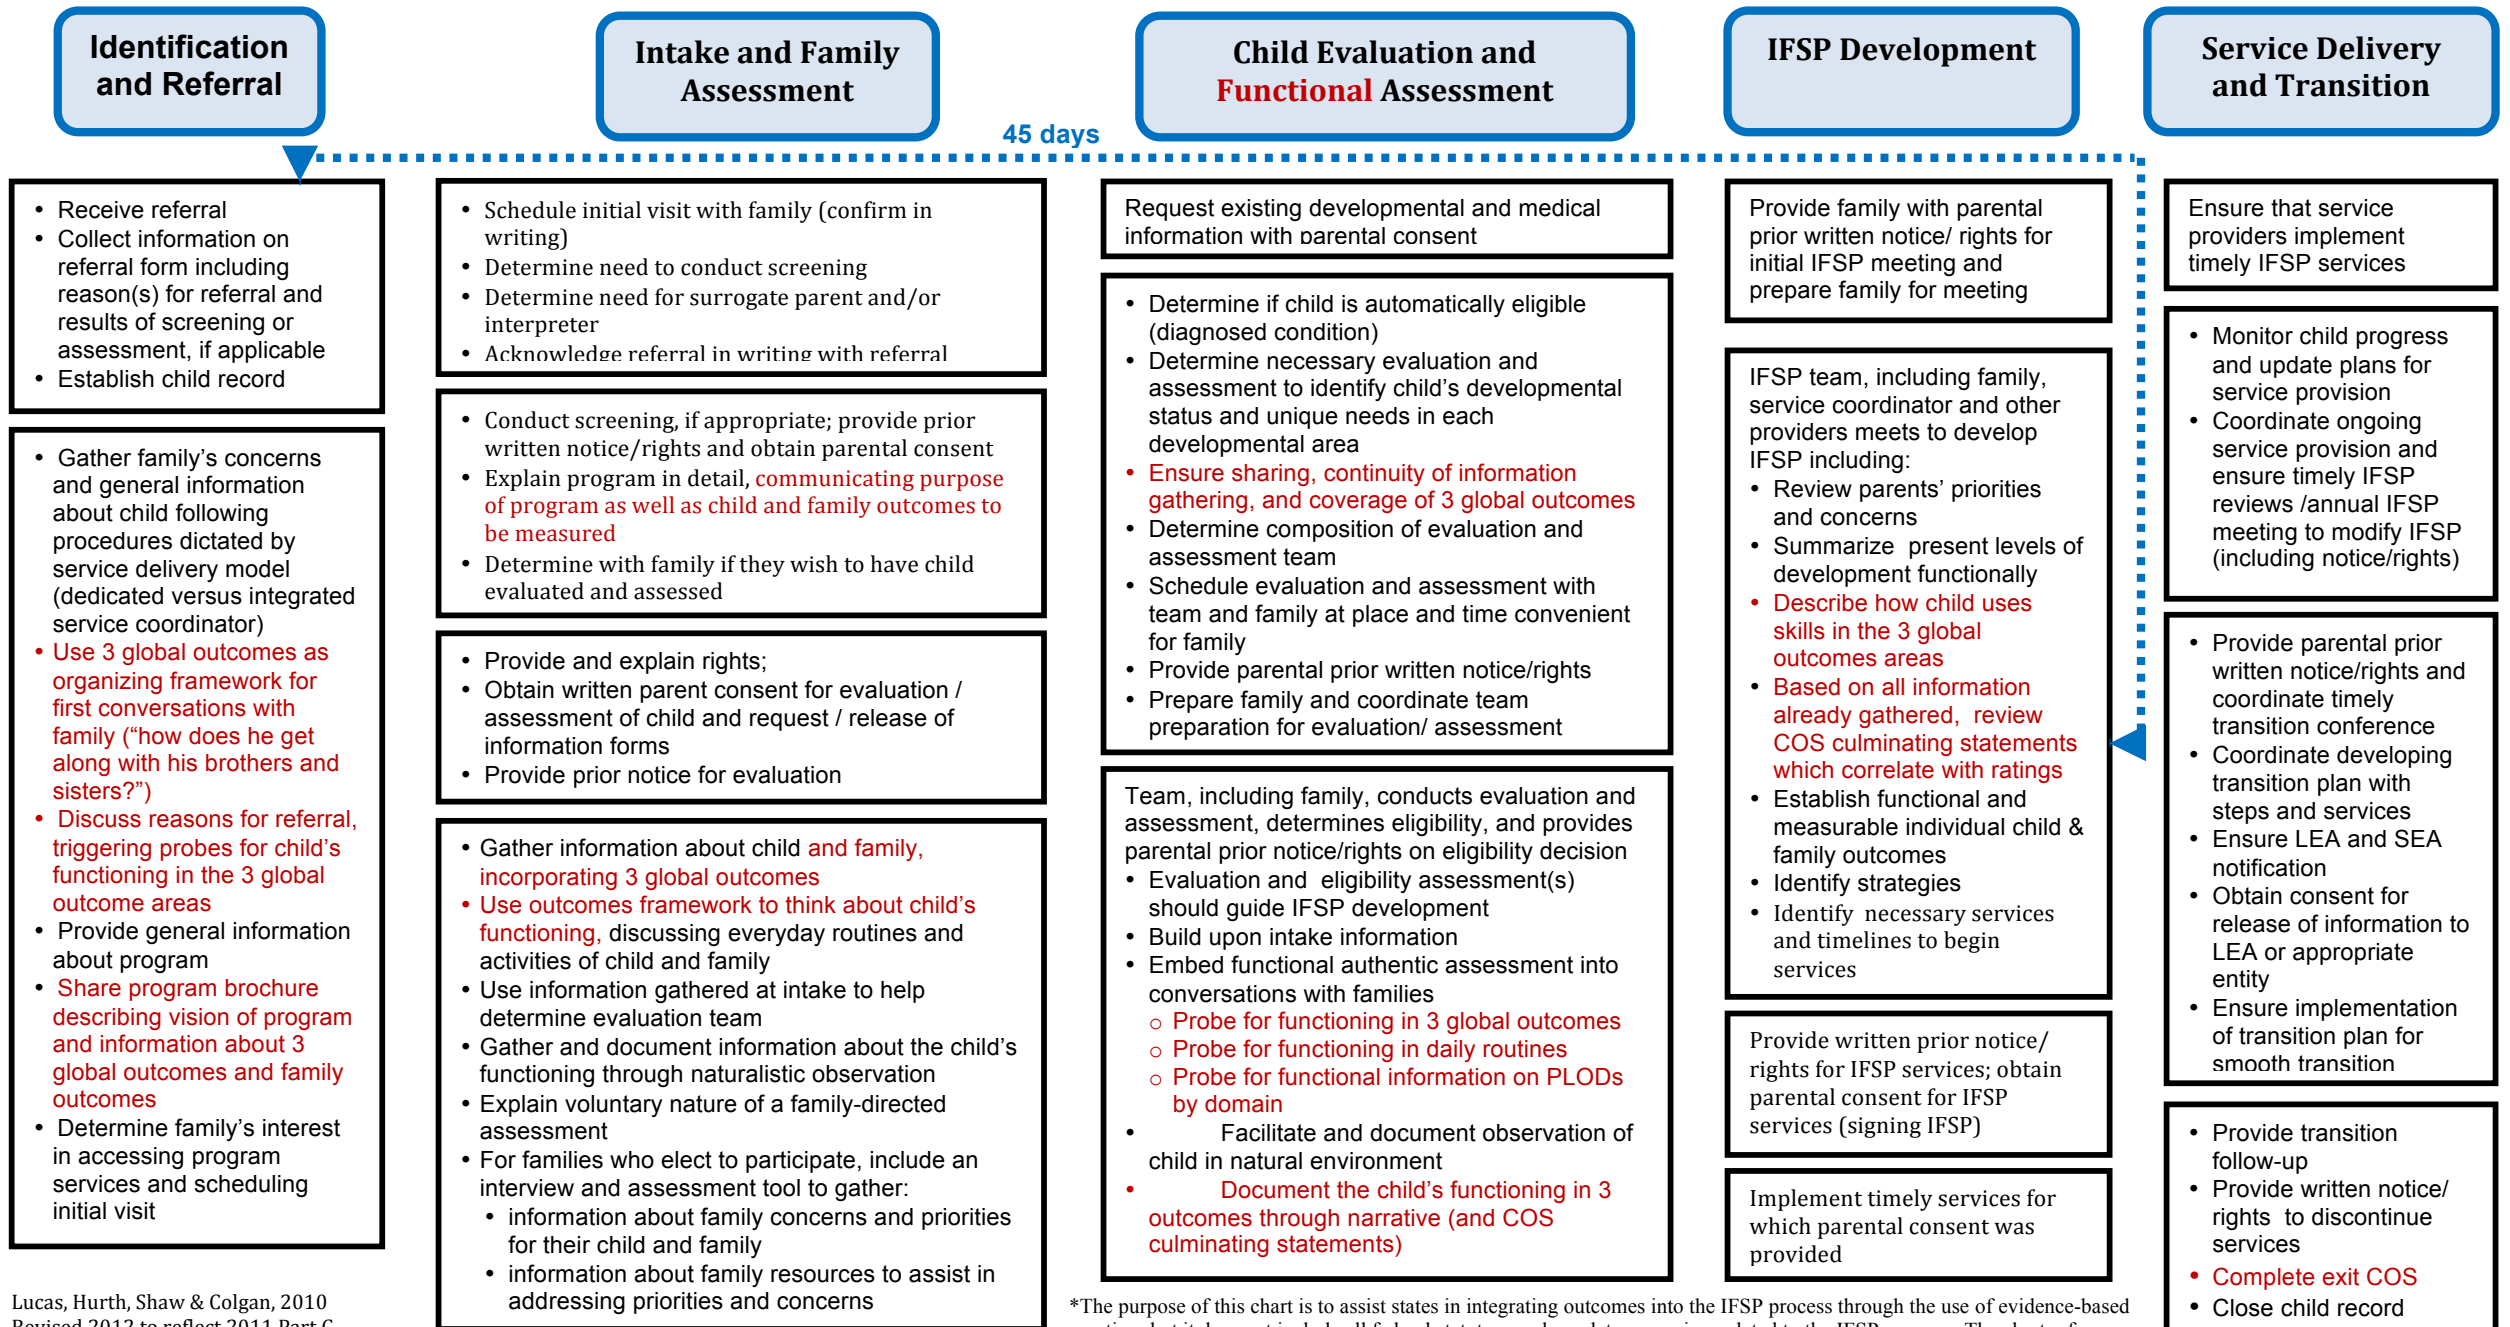 Identification
and Referral
Intake and Family
Assessment
Child Evaluation and
Functional Assessment
IFSP Development
Service Delivery
and Transition
45 days
• Receive referral
• Collect information on
referral form including
reason(s) for referral and
results of screening or
assessment, if applicable
• Establish child record
• Gather family’s concerns
and general information
about child following
procedures dictated by
service delivery model
(dedicated versus integrated
service coordinator)
• Use 3 global outcomes as
organizing framework for
first conversations with
family (“how does he get
along with his brothers and
sisters?”)
• Discuss reasons for referral,
triggering probes for child’s
functioning in the 3 global
outcome areas
• Provide general information
about program
• Share program brochure
describing vision of program
and information about 3
global outcomes and family
outcomes
• Determine family’s interest
in accessing program
services and scheduling
initial visit
Lucas, Hurth, Shaw & Colgan, 2010
Revised 2012 to reflect 2011 Part C
• Schedule initial visit with family (confirm in
writing)
• Determine need to conduct screening
• Determine need for surrogate parent and/or
interpreter
• Acknowledge referral in writing with referral
• Conduct screening, if appropriate; provide prior
written notice/rights and obtain parental consent
• Explain program in detail, communicating purpose
of program as well as child and family outcomes to
be measured
• Determine with family if they wish to have child
evaluated and assessed
• Provide and explain rights;
• Obtain written parent consent for evaluation /
assessment of child and request / release of
information forms
• Provide prior notice for evaluation
• Gather information about child and family,
incorporating 3 global outcomes
• Use outcomes framework to think about child’s
functioning, discussing everyday routines and
activities of child and family
• Use information gathered at intake to help
determine evaluation team
• Gather and document information about the child’s
functioning through naturalistic observation
• Explain voluntary nature of a family-directed
assessment
• For families who elect to participate, include an
interview and assessment tool to gather:
• information about family concerns and priorities
for their child and family
• information about family resources to assist in
addressing priorities and concerns
Request existing developmental and medical
information with parental consent
• Determine if child is automatically eligible
(diagnosed condition)
• Determine necessary evaluation and
assessment to identify child’s developmental
status and unique needs in each
developmental area
• Ensure sharing, continuity of information
gathering, and coverage of 3 global outcomes
• Determine composition of evaluation and
assessment team
• Schedule evaluation and assessment with
team and family at place and time convenient
for family
• Provide parental prior written notice/rights
• Prepare family and coordinate team
preparation for evaluation/ assessment
Team, including family, conducts evaluation and
assessment, determines eligibility, and provides
parental prior notice/rights on eligibility decision
• Evaluation and eligibility assessment(s)
should guide IFSP development
• Build upon intake information
• Embed functional authentic assessment into
conversations with families
o Probe for functioning in 3 global outcomes
o Probe for functioning in daily routines
o Probe for functional information on PLODs
by domain
• Facilitate and document observation of
child in natural environment
• Document the child’s functioning in 3
outcomes through narrative (and COS
culminating statements)
Provide family with parental
prior written notice/ rights for
initial IFSP meeting and
prepare family for meeting
IFSP team, including family,
service coordinator and other
providers meets to develop
IFSP including:
• Review parents’ priorities
and concerns
• Summarize present levels of
development functionally
• Describe how child uses
skills in the 3 global
outcomes areas
• Based on all information
already gathered, review
COS culminating statements
which correlate with ratings
• Establish functional and
measurable individual child &
family outcomes
• Identify strategies
• Identify necessary services
and timelines to begin
services
Provide written prior notice/
rights for IFSP services; obtain
parental consent for IFSP
services (signing IFSP)
Implement timely services for
which parental consent was
provided
Ensure that service
providers implement
timely IFSP services
• Monitor child progress
and update plans for
service provision
• Coordinate ongoing
service provision and
ensure timely IFSP
reviews /annual IFSP
meeting to modify IFSP
(including notice/rights)
• Provide parental prior
written notice/rights and
coordinate timely
transition conference
• Coordinate developing
transition plan with
steps and services
• Ensure LEA and SEA
notification
• Obtain consent for
release of information to
LEA or appropriate
entity
• Ensure implementation
of transition plan for
smooth transition
• Provide transition
follow-up
• Provide written notice/
rights to discontinue
services
• Complete exit COS
• Close child record
*The purpose of this chart is to assist states in integrating outcomes into the IFSP process through the use of evidence-based